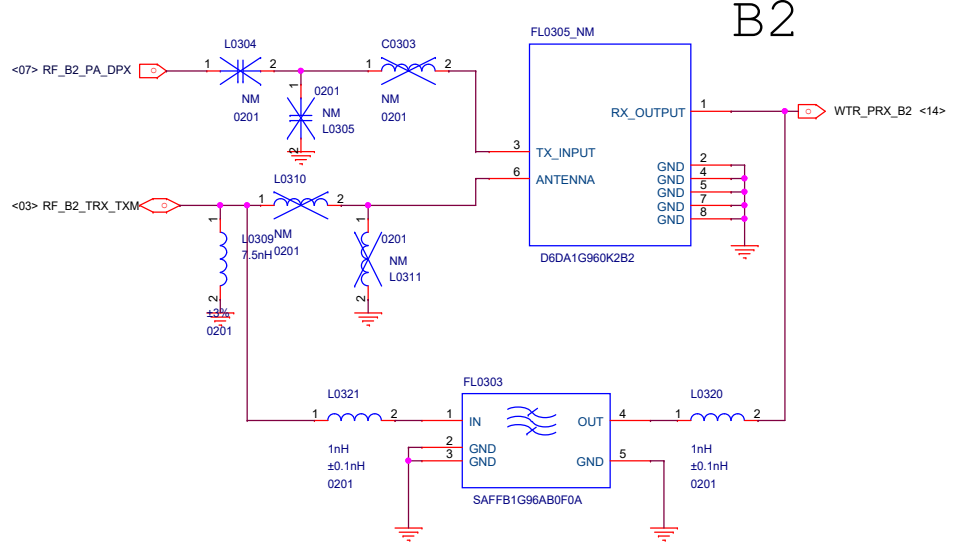 B2
FL0305_NM
L0304
C0303
<07> RF_B2_PA_DPX
1
2
1
2
NM
0201
1
0201
NM
L0305
2
NM
0201
RX_OUTPUT
1
WTR_PRX_B2 <14>
3
TX_INPUT
6
ANTENNA
GND
2
GND
4
GND
5
GND
7
GND
8
D6DA1G960K2B2
L0310
<03> RF_B2_TRX_TXM
1
2
NM
0201
1
L0309
7.5nH
2
±3%
0201
1
0201
NM
L0311
2
FL0303
L0321
1
2
1nH
±0.1nH
0201
1
IN
2
GND
3
GND
OUT
4
GND
5
SAFFB1G96AB0F0A
L0320
1
2
1nH
±0.1nH
0201